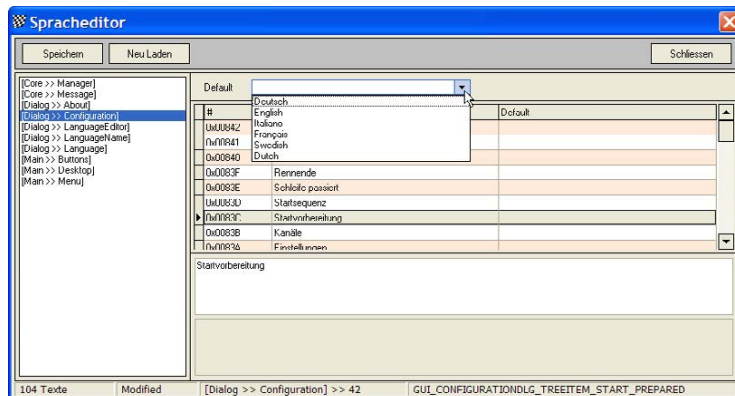 Spracheditor
Speichern
Neu Laden
Schliessen
[Core >> Manager]
[Core >> Message]
[Dialog >> About]
[Dialog >> Configuration]
[Dialog >> LanguageEditor]
[Dialog >> LanguageName]
[Dialog >> Language]
[Main >> Buttons]
[Main >> Desktop]
[Main >> Menu]
Default
Deutsch
English
Italiano
Français
Swedish
Dutch
# Default
0x00842
0x00841
0x00840
0x0083F Rennende
0x0083E Schleife passiert
0x0083D Startsequenz
0x0083C Startvorbereitung
0x0083B Kanäle
0x0083A Einstellungen
Startvorbereitung
104 Texte Modified [Dialog >> Configuration] >> 42 GUI_CONFIGURATIONDLG_TREEITEM_START_PREPARED